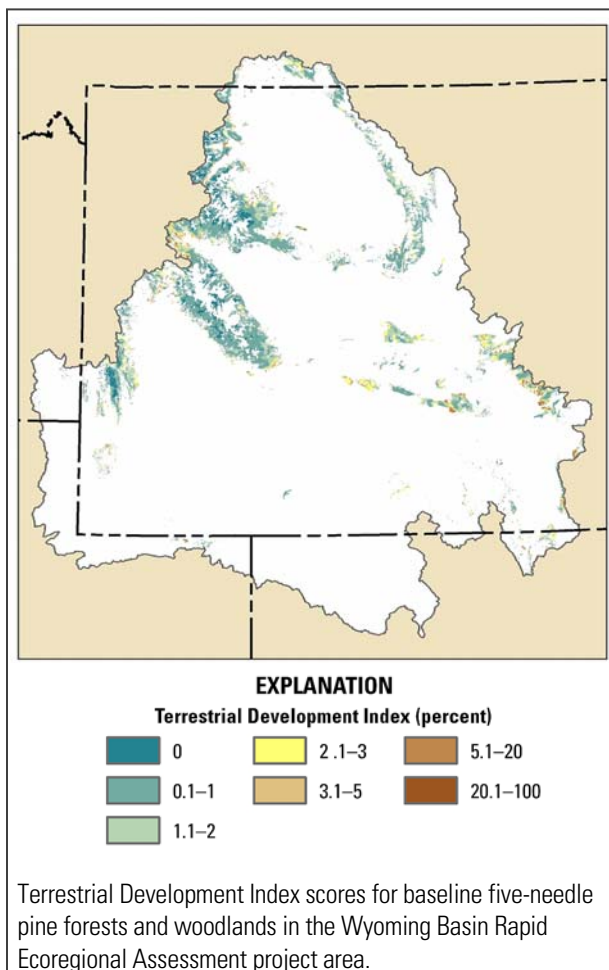 EXPLANATION
Terrestrial Development Index (percent)
0
2 .1–3
5.1–20
0.1–1
3.1–5
20.1–100
1.1–2
Terrestrial Development Index scores for baseline five-needle
pine forests and woodlands in the Wyoming Basin Rapid
Ecoregional Assessment project area.